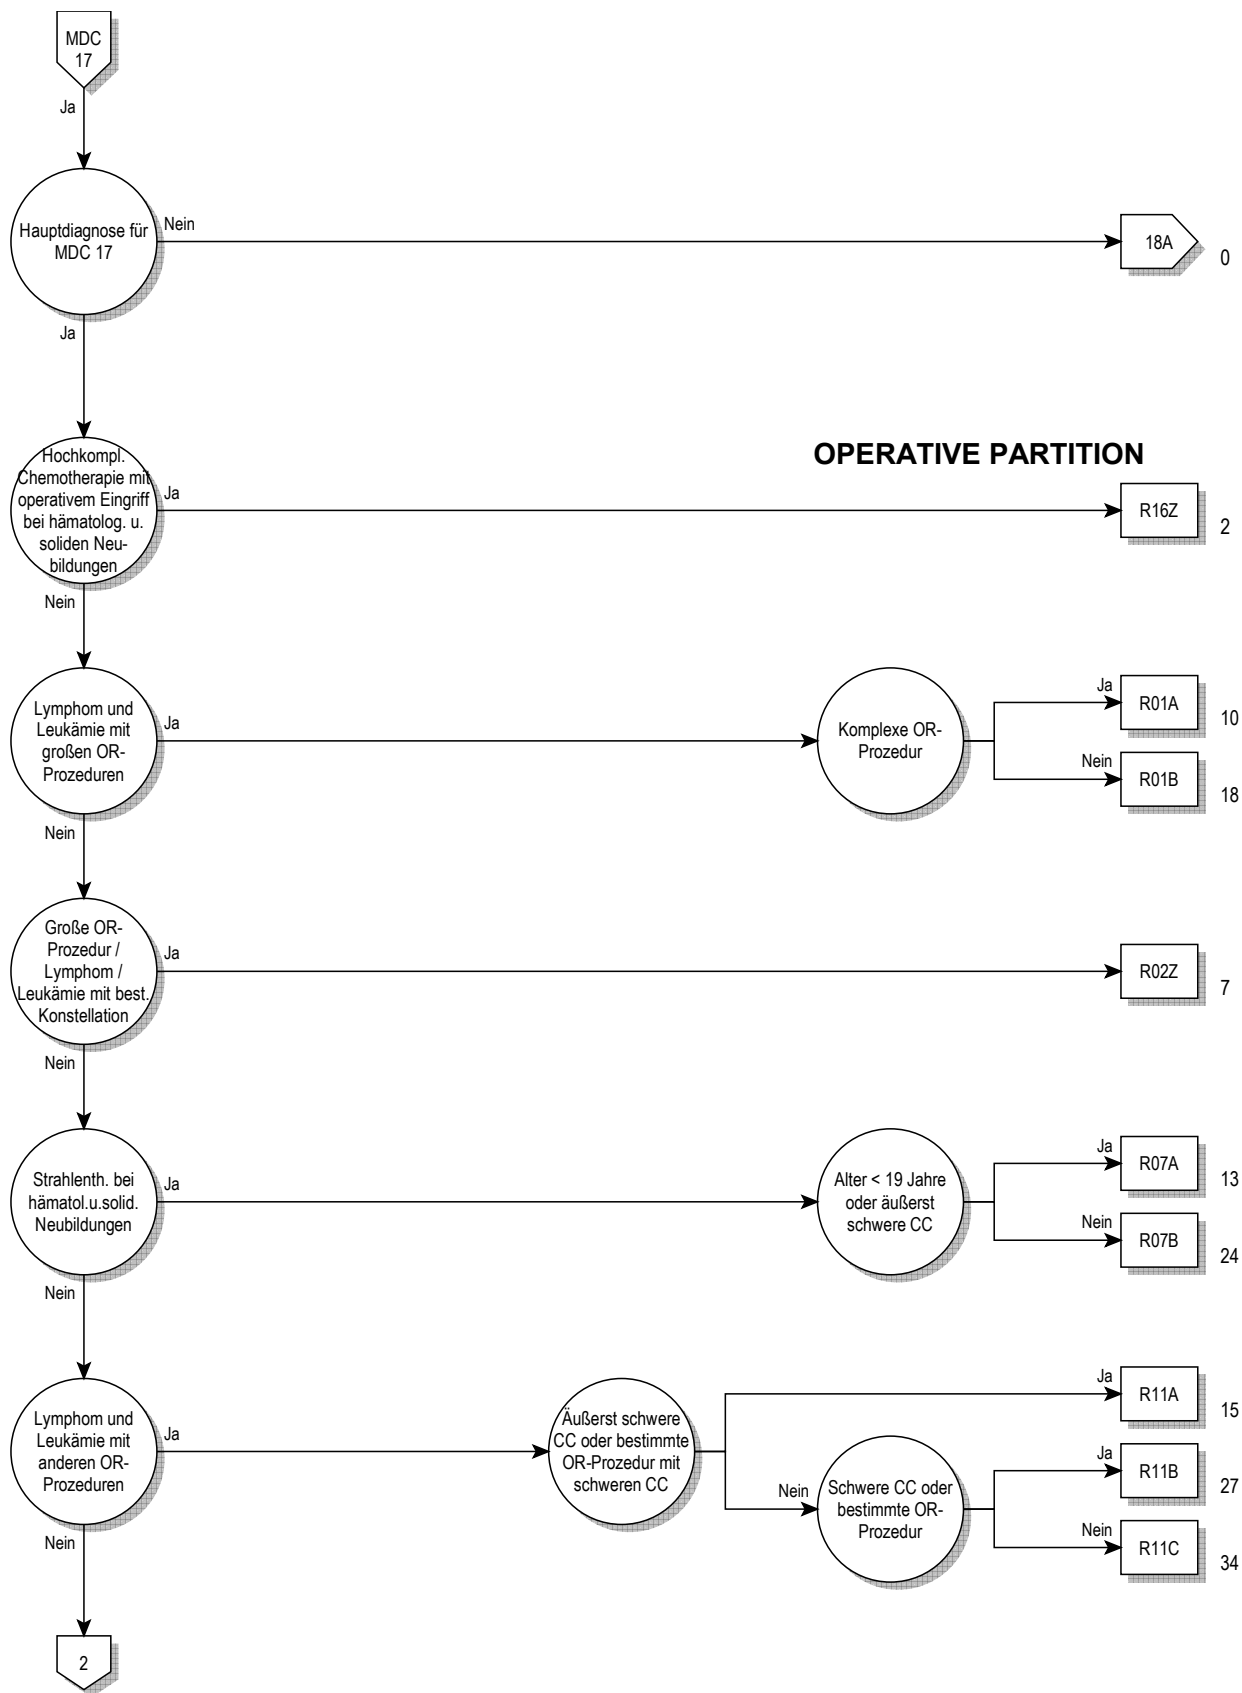 MDC
17
Ja
Hauptdiagnose für
MDC 17
Nein
18A
0
Ja
OPERATIVE PARTITION
Hochkompl.
Chemotherapie mit
operativem Eingriff
bei hämatolog. u.
soliden Neu-
bildungen
Ja
R16Z
2
Nein
Lymphom und
Leukämie mit
großen OR-
Prozeduren
Ja
Komplexe OR-
Prozedur
Ja
R01A
10
Nein
R01B
18
Nein
Große OR-
Prozedur /
Lymphom /
Leukämie mit best.
Konstellation
Ja
R02Z
7
Nein
Strahlenth. bei
hämatol.u.solid.
Neubildungen
Ja
Alter < 19 Jahre
oder äußerst
schwere CC
Ja
R07A
13
Nein
R07B
24
Nein
Lymphom und
Leukämie mit
anderen OR-
Prozeduren
Ja
Äußerst schwere
CC oder bestimmte
OR-Prozedur mit
schweren CC
Ja
R11A
15
Nein
Schwere CC oder
bestimmte OR-
Prozedur
Ja
R11B
27
Nein
R11C
34
Nein
2